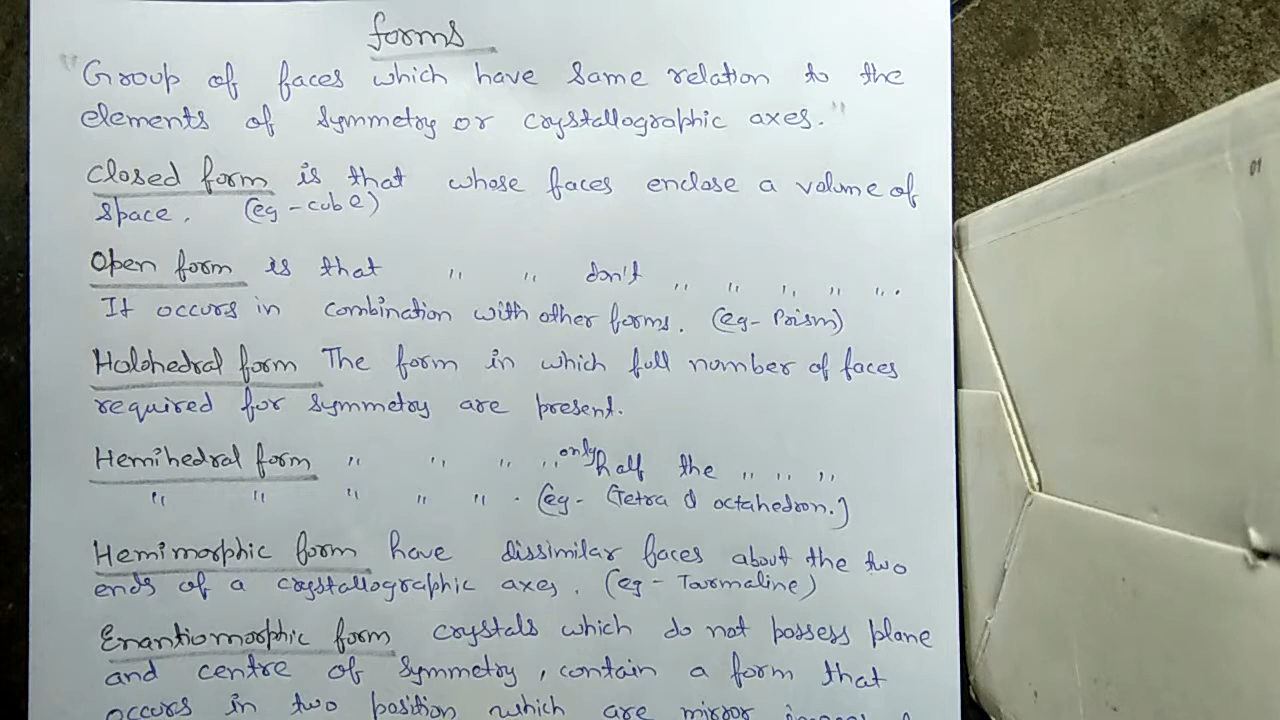 forms
"Group of faces which have same relation to the
elements of symmetry or crystallographic axes."
Closed form is that whose faces enclose a volume of
space. (eg - cube)
Open form is that " " don't " " " " ".
It occurs in combination with other forms. (eg- Prism)
Holohedral form The form in which full number of faces
required for symmetry are present.
Hemihedral form " " " " only half the " " "
" " " " " . (eg- (Tetra & octahedron.)
Hemimorphic form have dissimilar faces about the two
ends of a crystallographic axes. (eg - Tarmaline)
Enantiomorphic form crystals which do not possess plane
and centre of symmetry, contain a form that
occurs in two position which are mirror
01